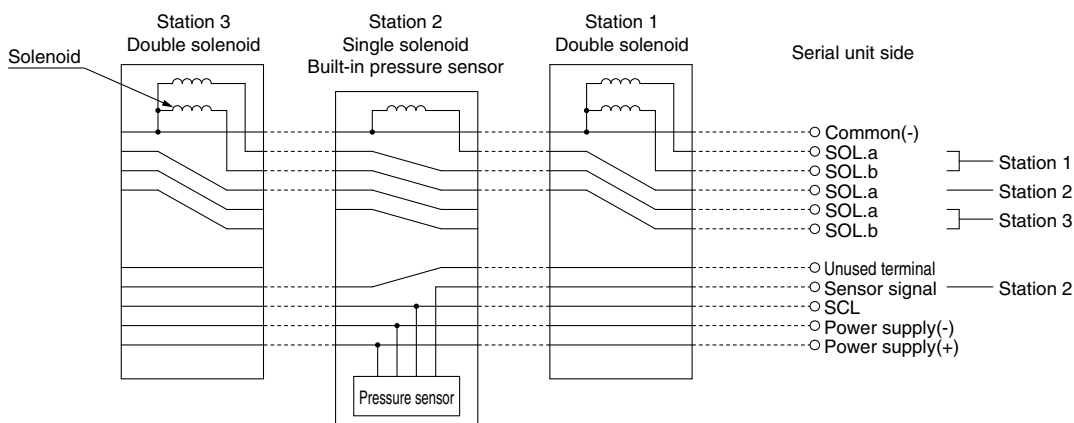 Station 3
Double solenoid
Station 2
Single solenoid
Built-in pressure sensor
Station 1
Double solenoid
Serial unit side
Solenoid
Common(-)
SOL.a
SOL.b
Station 1
SOL.a
Station 2
SOL.a
SOL.b
Station 3
Unused terminal
Sensor signal
Station 2
SCL
Power supply(-)
Power supply(+)
Pressure sensor